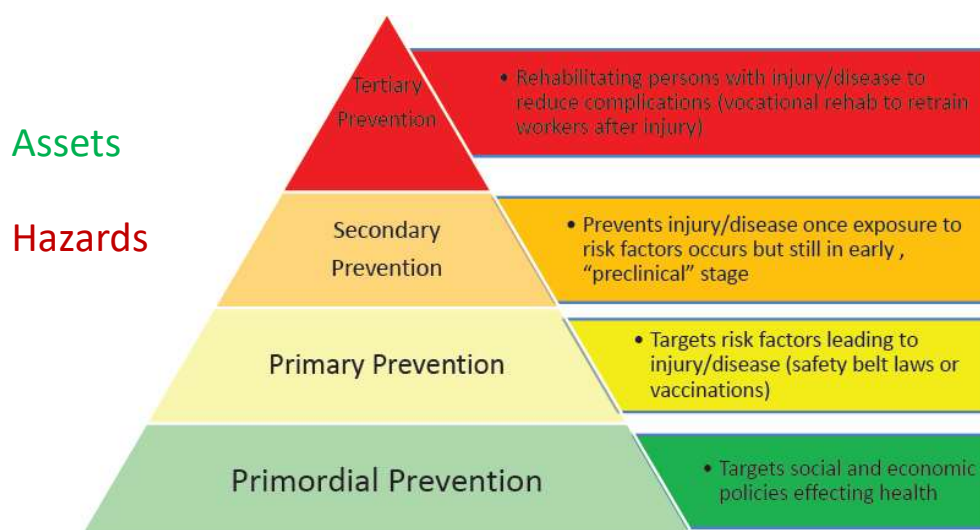 Assets
Hazards
Tertiary
Prevention
• Rehabilitating persons with injury/disease to
reduce complications (vocational rehab to retrain
workers after injury)
Secondary
Prevention
• Prevents injury/disease once exposure to
risk factors occurs but still in early ,
“preclinical” stage
Primary Prevention
• Targets risk factors leading to
injury/disease (safety belt laws or
vaccinations)
Primordial Prevention
• Targets social and economic
policies effecting health